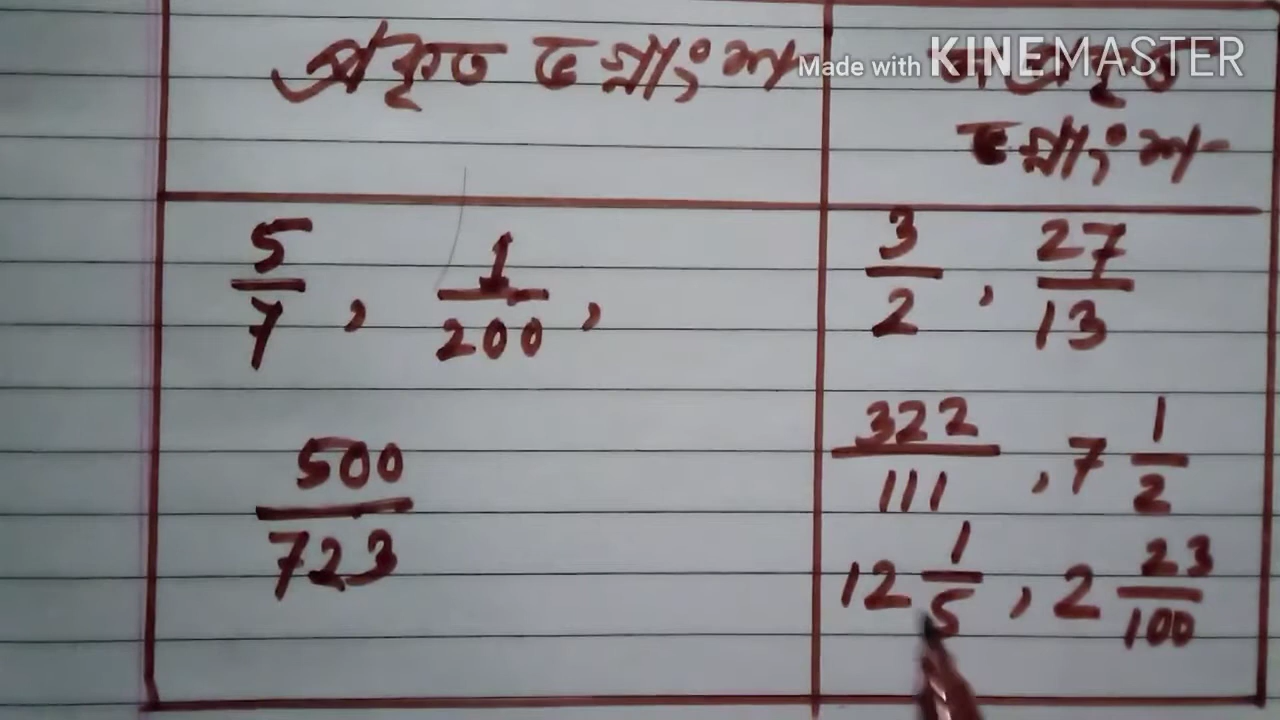 প্রকৃত ভগ্নাংশ
Made with KINEMASTER
ভগ্নাংশ
5/7, 1/200,
3/2, 27/13
500/723
322/111, 7 1/2
12 1/5, 2 23/100